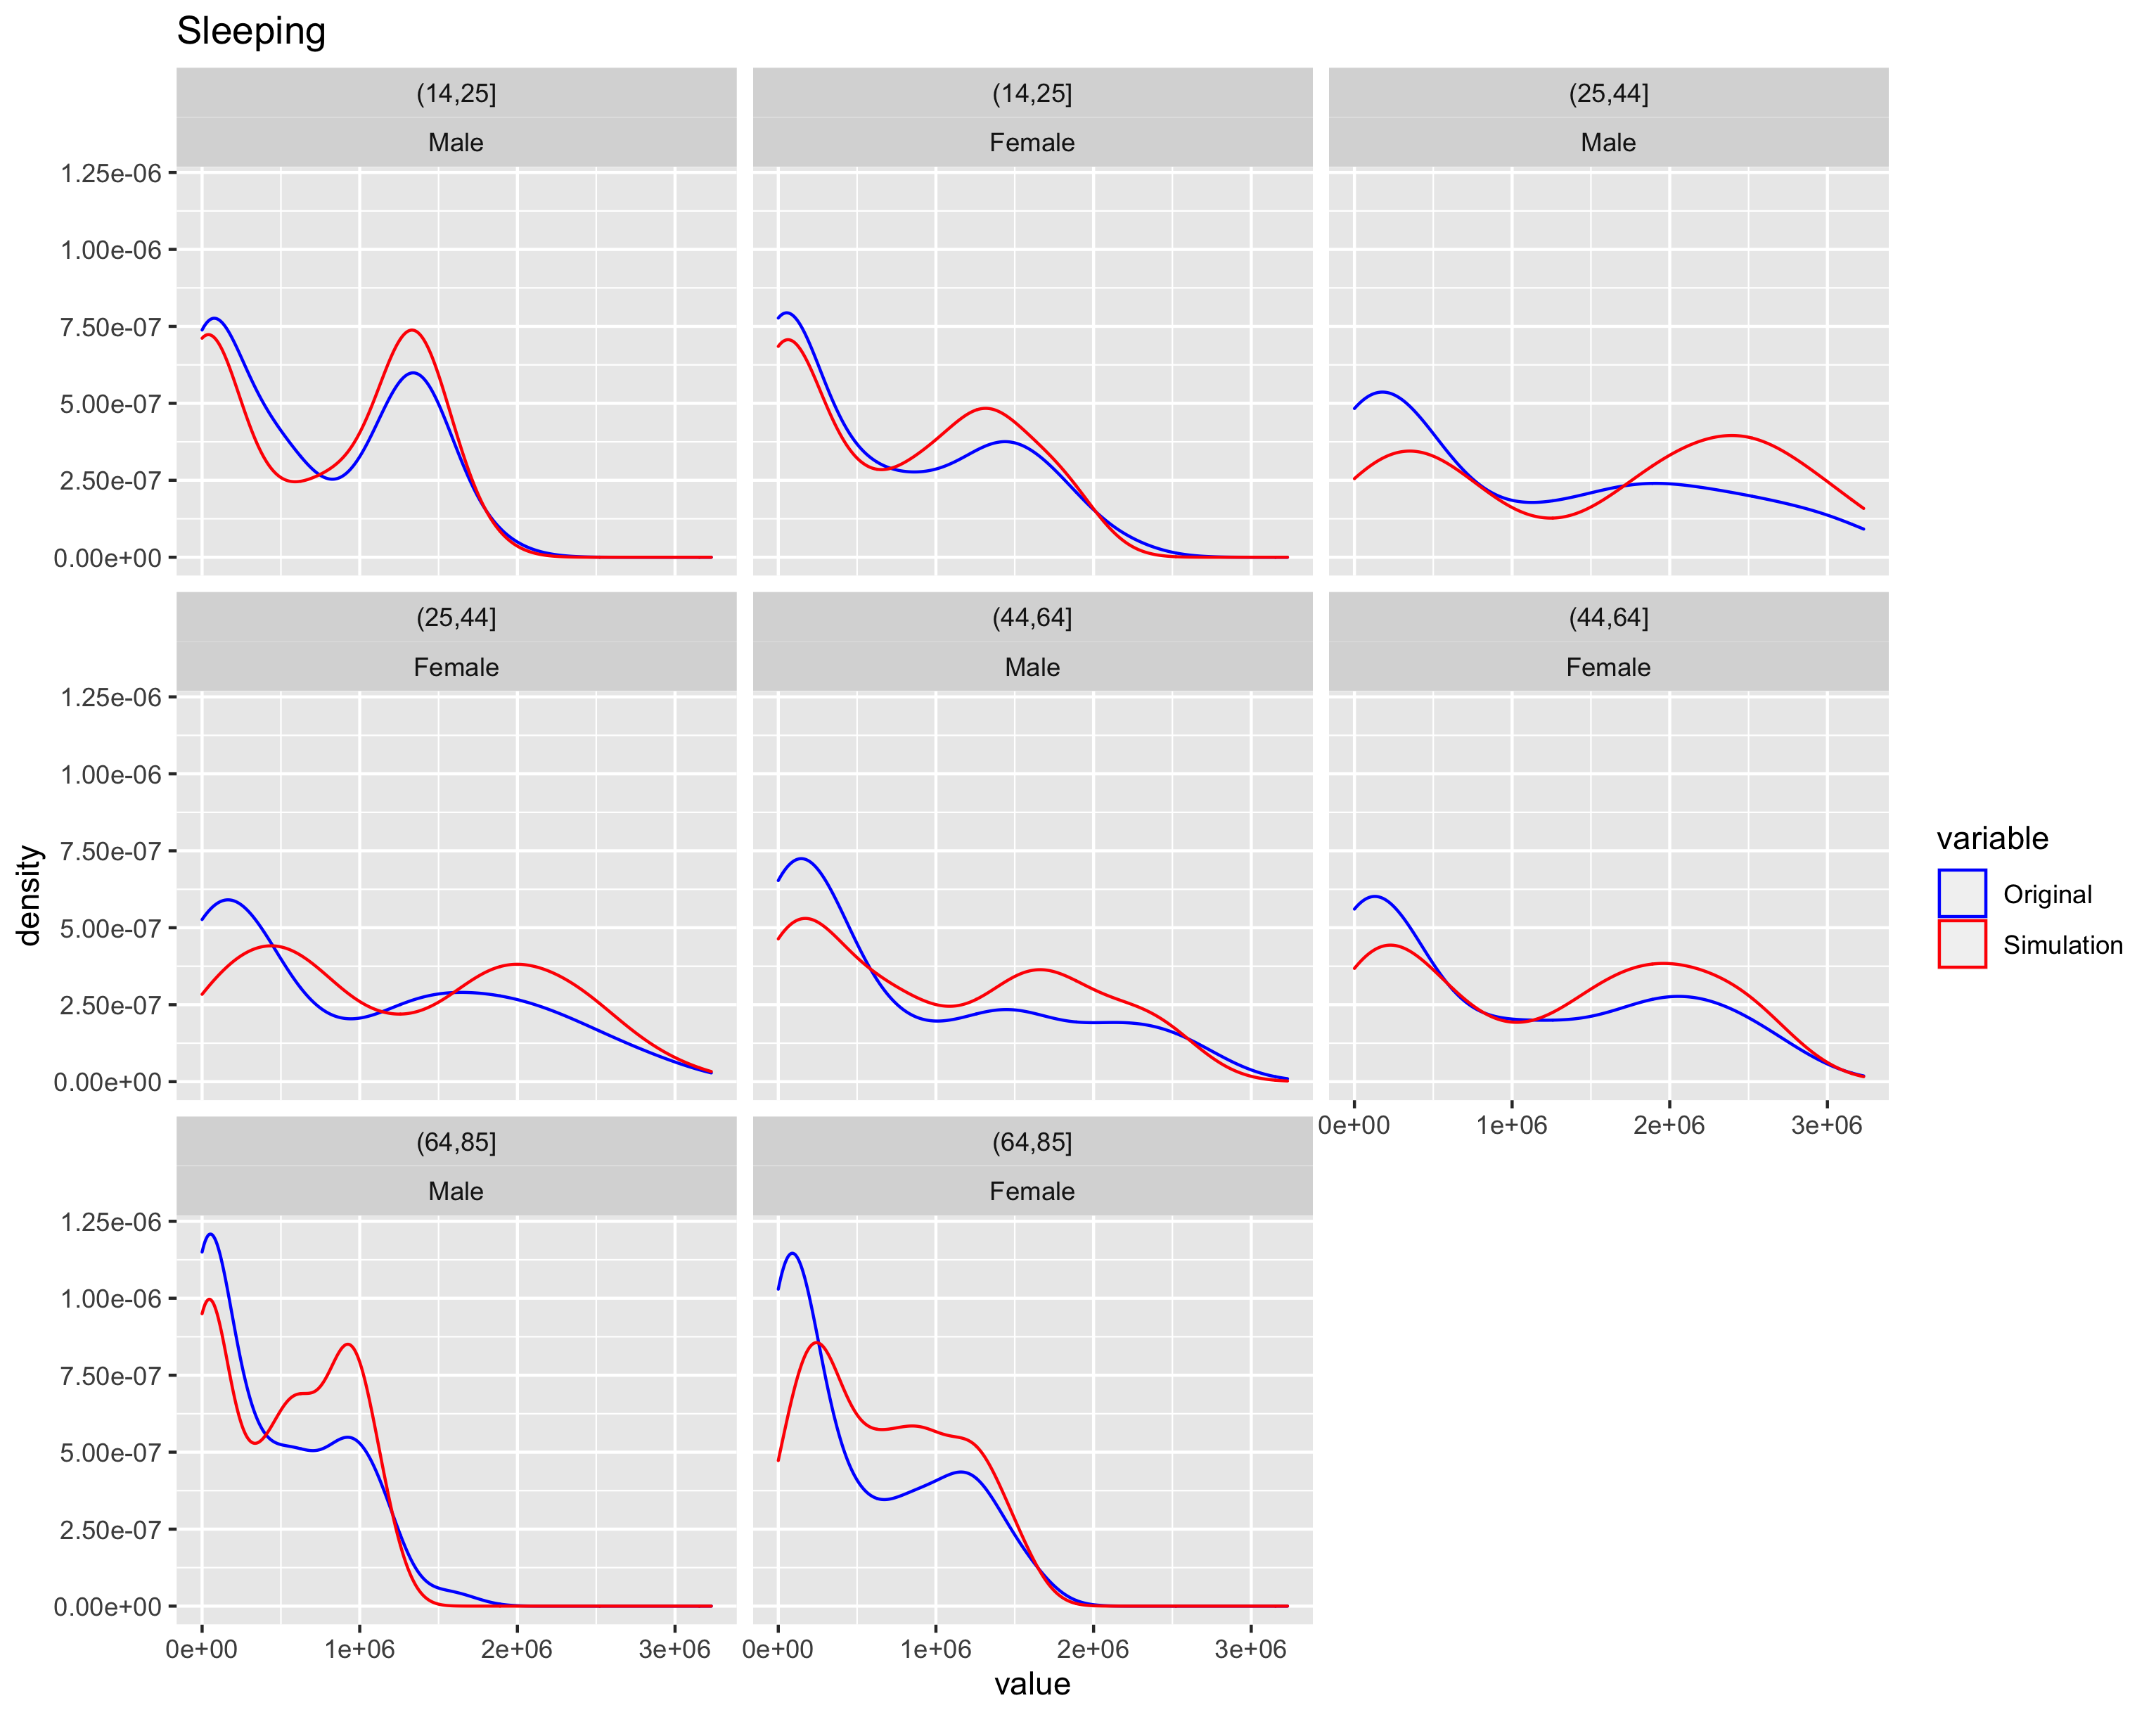 Sleeping
(14,25]
(14,25]
(25,44]
Male
Female
Male
1.25e-06
1.00e-06
7.50e-07
5.00e-07
2.50e-07
0.00e+00
(25,44]
(44,64]
(44,64]
Female
Male
Female
1.25e-06
1.00e-06
7.50e-07
5.00e-07
2.50e-07
0.00e+00
0e+00 1e+06 2e+06 3e+06
density
variable
Original
Simulation
(64,85]
(64,85]
Male
Female
1.25e-06
1.00e-06
7.50e-07
5.00e-07
2.50e-07
0.00e+00
0e+00 1e+06 2e+06 3e+06
0e+00 1e+06 2e+06 3e+06
value